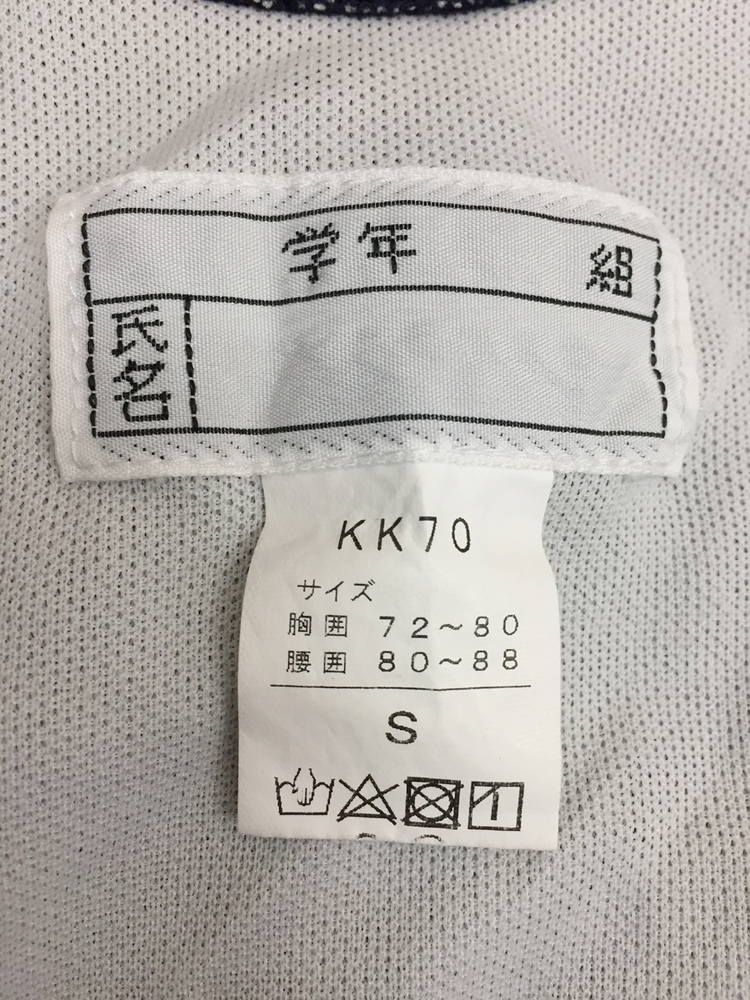 学年 組
氏名
KK70
サイズ
胸囲 72～80
腰囲 80～88
S